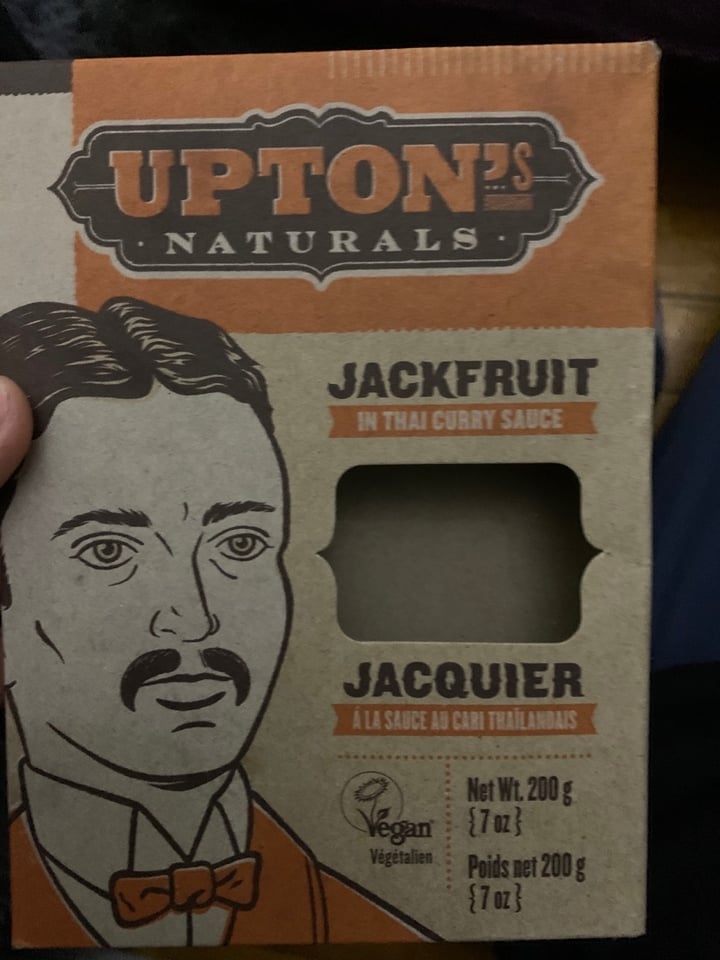 UPTON'S
· NATURALS ·
JACKFRUIT
IN THAI CURRY SAUCE
JACQUIER
À LA SAUCE AU CARI THAÏLANDAIS
Vegan
Végétalien
Net Wt. 200 g
{7 oz}
Poids net 200 g
{7 oz}